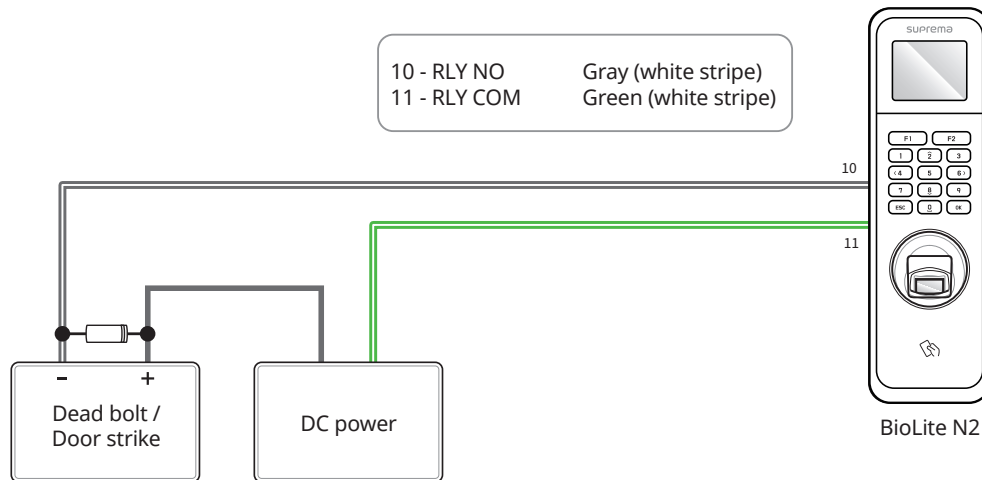 suprema
10 - RLY NO Gray (white stripe)
11 - RLY COM Green (white stripe)
F1 F2
1 2 3
<4 5 6>
7 8 9
ESC 0 OK
10
11
- +
Dead bolt /
Door strike
DC power
BioLite N2